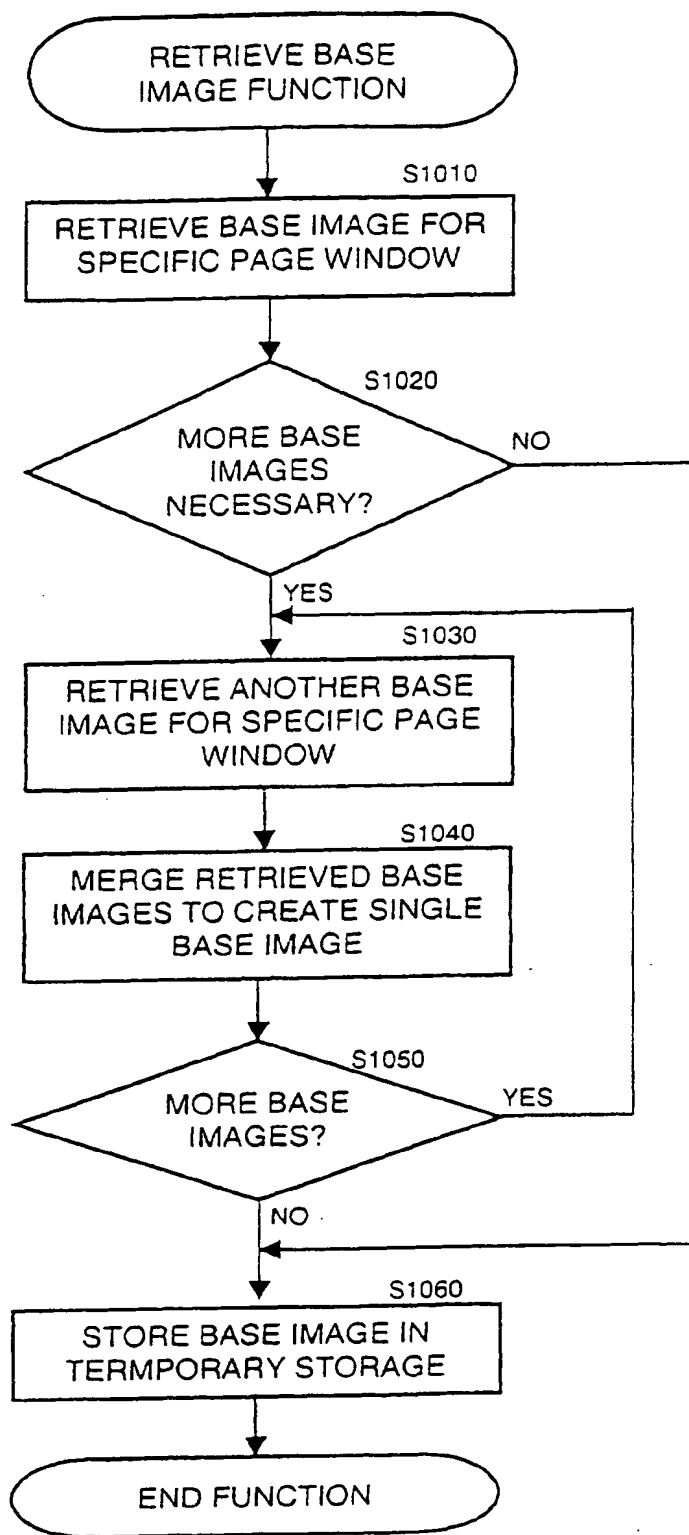 RETRIEVE BASE
IMAGE FUNCTION
S1010
RETRIEVE BASE IMAGE FOR
SPECIFIC PAGE WINDOW
S1020
MORE BASE
IMAGES
NECESSARY?
NO
YES
S1030
RETRIEVE ANOTHER BASE
IMAGE FOR SPECIFIC PAGE
WINDOW
S1040
MERGE RETRIEVED BASE
IMAGES TO CREATE SINGLE
BASE IMAGE
S1050
MORE BASE
IMAGES?
YES
NO
S1060
STORE BASE IMAGE IN
TERMPORARY STORAGE
END FUNCTION